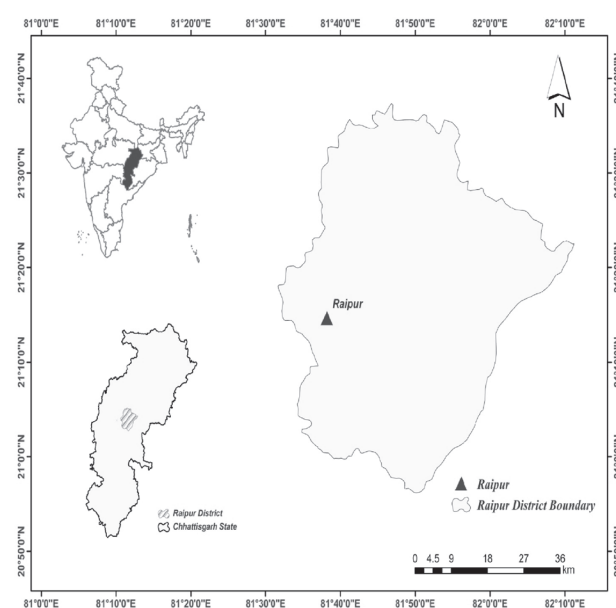 81°0'0"E 81°10'0"E 81°20'0"E 81°30'0"E 81°40'0"E 81°50'0"E 82°0'0"E 82°10'0"E
21°40'0"N
21°30'0"N
21°20'0"N
21°10'0"N
21°0'0"N
20°50'0"N
N
Raipur
Raipur District
Chhattisgarh State
Raipur
Raipur District Boundary
0 4.5 9 18 27 36
km
81°0'0"E 81°10'0"E 81°20'0"E 81°30'0"E 81°40'0"E 81°50'0"E 82°0'0"E 82°10'0"E